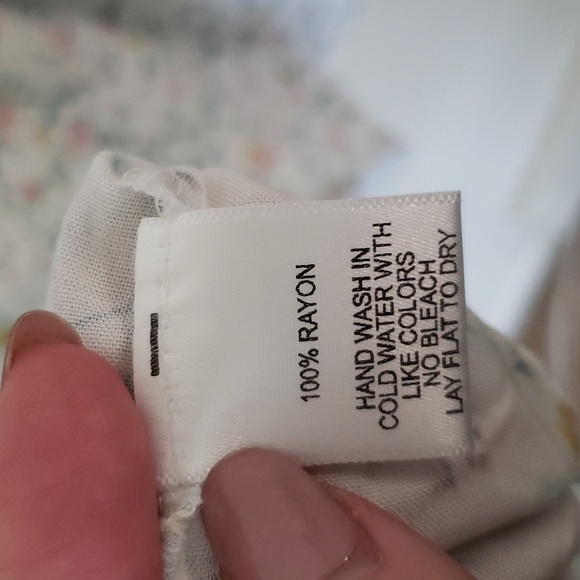 100% RAYON
HAND WASH IN
COLD WATER WITH
LIKE COLORS
NO BLEACH
LAY FLAT TO DRY